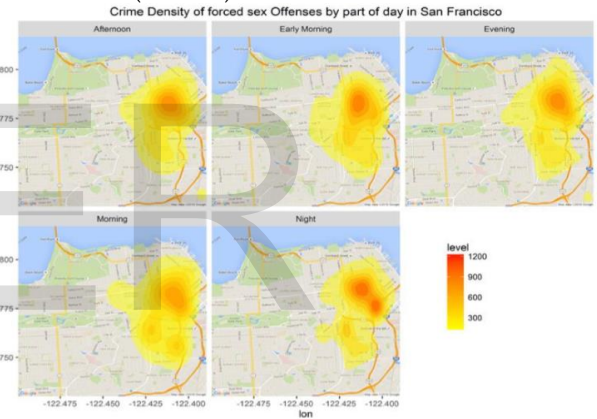 Crime Density of forced sex Offenses by part of day in San Francisco
Afternoon Early Morning Evening
800
775
750
Morning Night
800
775
750
level
1200
900
600
300
-122.475 -122.450 -122.425 -122.400 -122.475 -122.450 -122.425 -122.400
lon